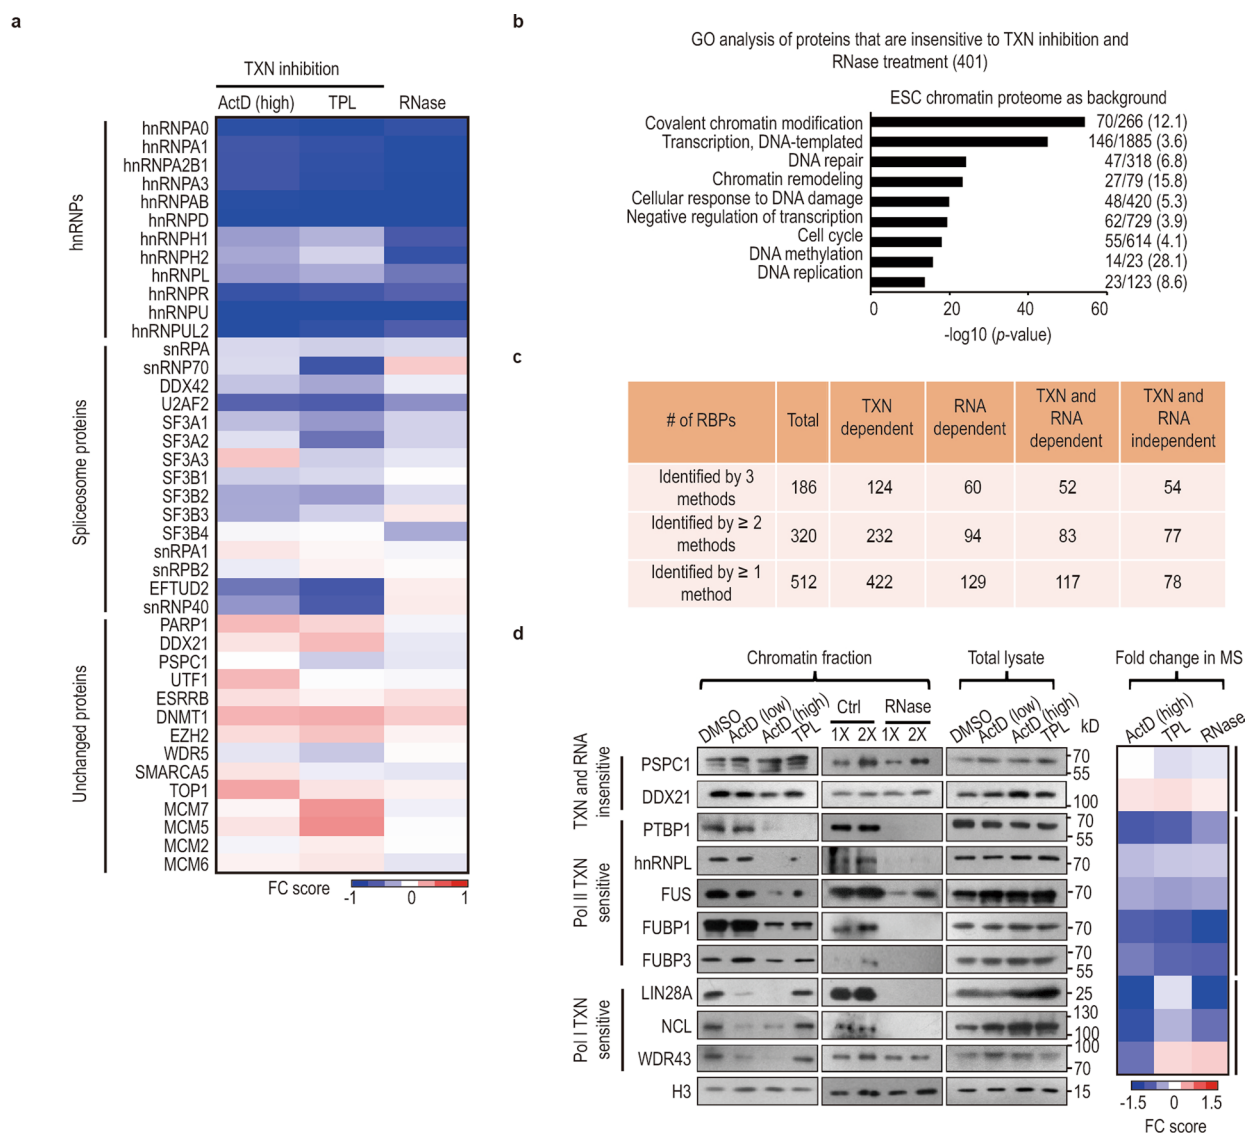 a
TXN inhibition
ActD (high)
TPL
RNase
hnRNPs
hnRNPA0
hnRNPA1
hnRNPA2B1
hnRNPA3
hnRNPAB
hnRNPD
hnRNPH1
hnRNPH2
hnRNPL
hnRNPR
hnRNPU
hnRNPUL2
Spliceosome proteins
snRPA
snRNP70
DDX42
U2AF2
SF3A1
SF3A2
SF3A3
SF3B1
SF3B2
SF3B3
SF3B4
snRPA1
snRPB2
EFTUD2
snRNP40
Unchanged proteins
PARP1
DDX21
PSPC1
UTF1
ESRRB
DNMT1
EZH2
WDR5
SMARCA5
TOP1
MCM7
MCM5
MCM2
MCM6
FC score
-1 0 1
b
GO analysis of proteins that are insensitive to TXN inhibition and
RNase treatment (401)
ESC chromatin proteome as background
Covalent chromatin modification 70/266 (12.1)
Transcription, DNA-templated 146/1885 (3.6)
DNA repair 47/318 (6.8)
Chromatin remodeling 27/79 (15.8)
Cellular response to DNA damage 48/420 (5.3)
Negative regulation of transcription 62/729 (3.9)
Cell cycle 55/614 (4.1)
DNA methylation 14/23 (28.1)
DNA replication 23/123 (8.6)
0 20 40 60
-log10 (p-value)
c
# of RBPs
Total
TXN
dependent
RNA
dependent
TXN and
RNA
dependent
TXN and
RNA
independent
Identified by 3
methods
186 124 60 52 54
Identified by ≥ 2
methods
320 232 94 83 77
Identified by ≥ 1
method
512 422 129 117 78
d
Chromatin fraction
Total lysate
Fold change in MS
DMSO
ActD (low)
ActD (high)
TPL
Ctrl
RNase
1X 2X 1X 2X
DMSO
ActD (low)
ActD (high)
TPL
kD
ActD (high)
TPL
RNase
TXN and RNA
insensitive
PSPC1
70
55
DDX21
100
Pol II TXN
sensitive
PTBP1
70
55
hnRNPL
70
FUS
70
FUBP1
70
FUBP3
70
55
Pol I TXN
sensitive
LIN28A
25
NCL
130
100
WDR43
100
70
H3
15
-1.5 0 1.5
FC score